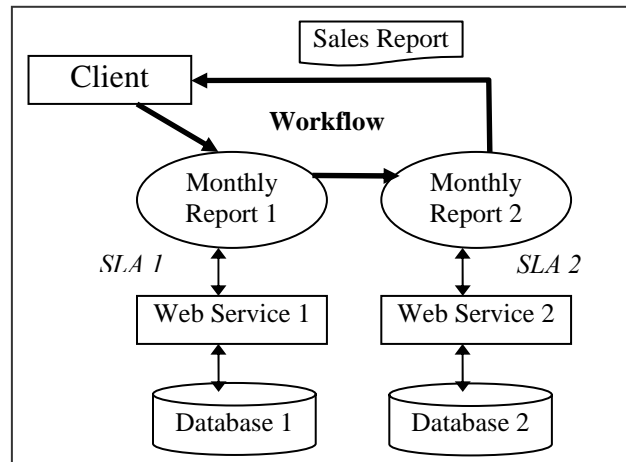 Sales Report
Client
Workflow
Monthly
Report 1
Monthly
Report 2
SLA 1
SLA 2
Web Service 1
Web Service 2
Database 1
Database 2